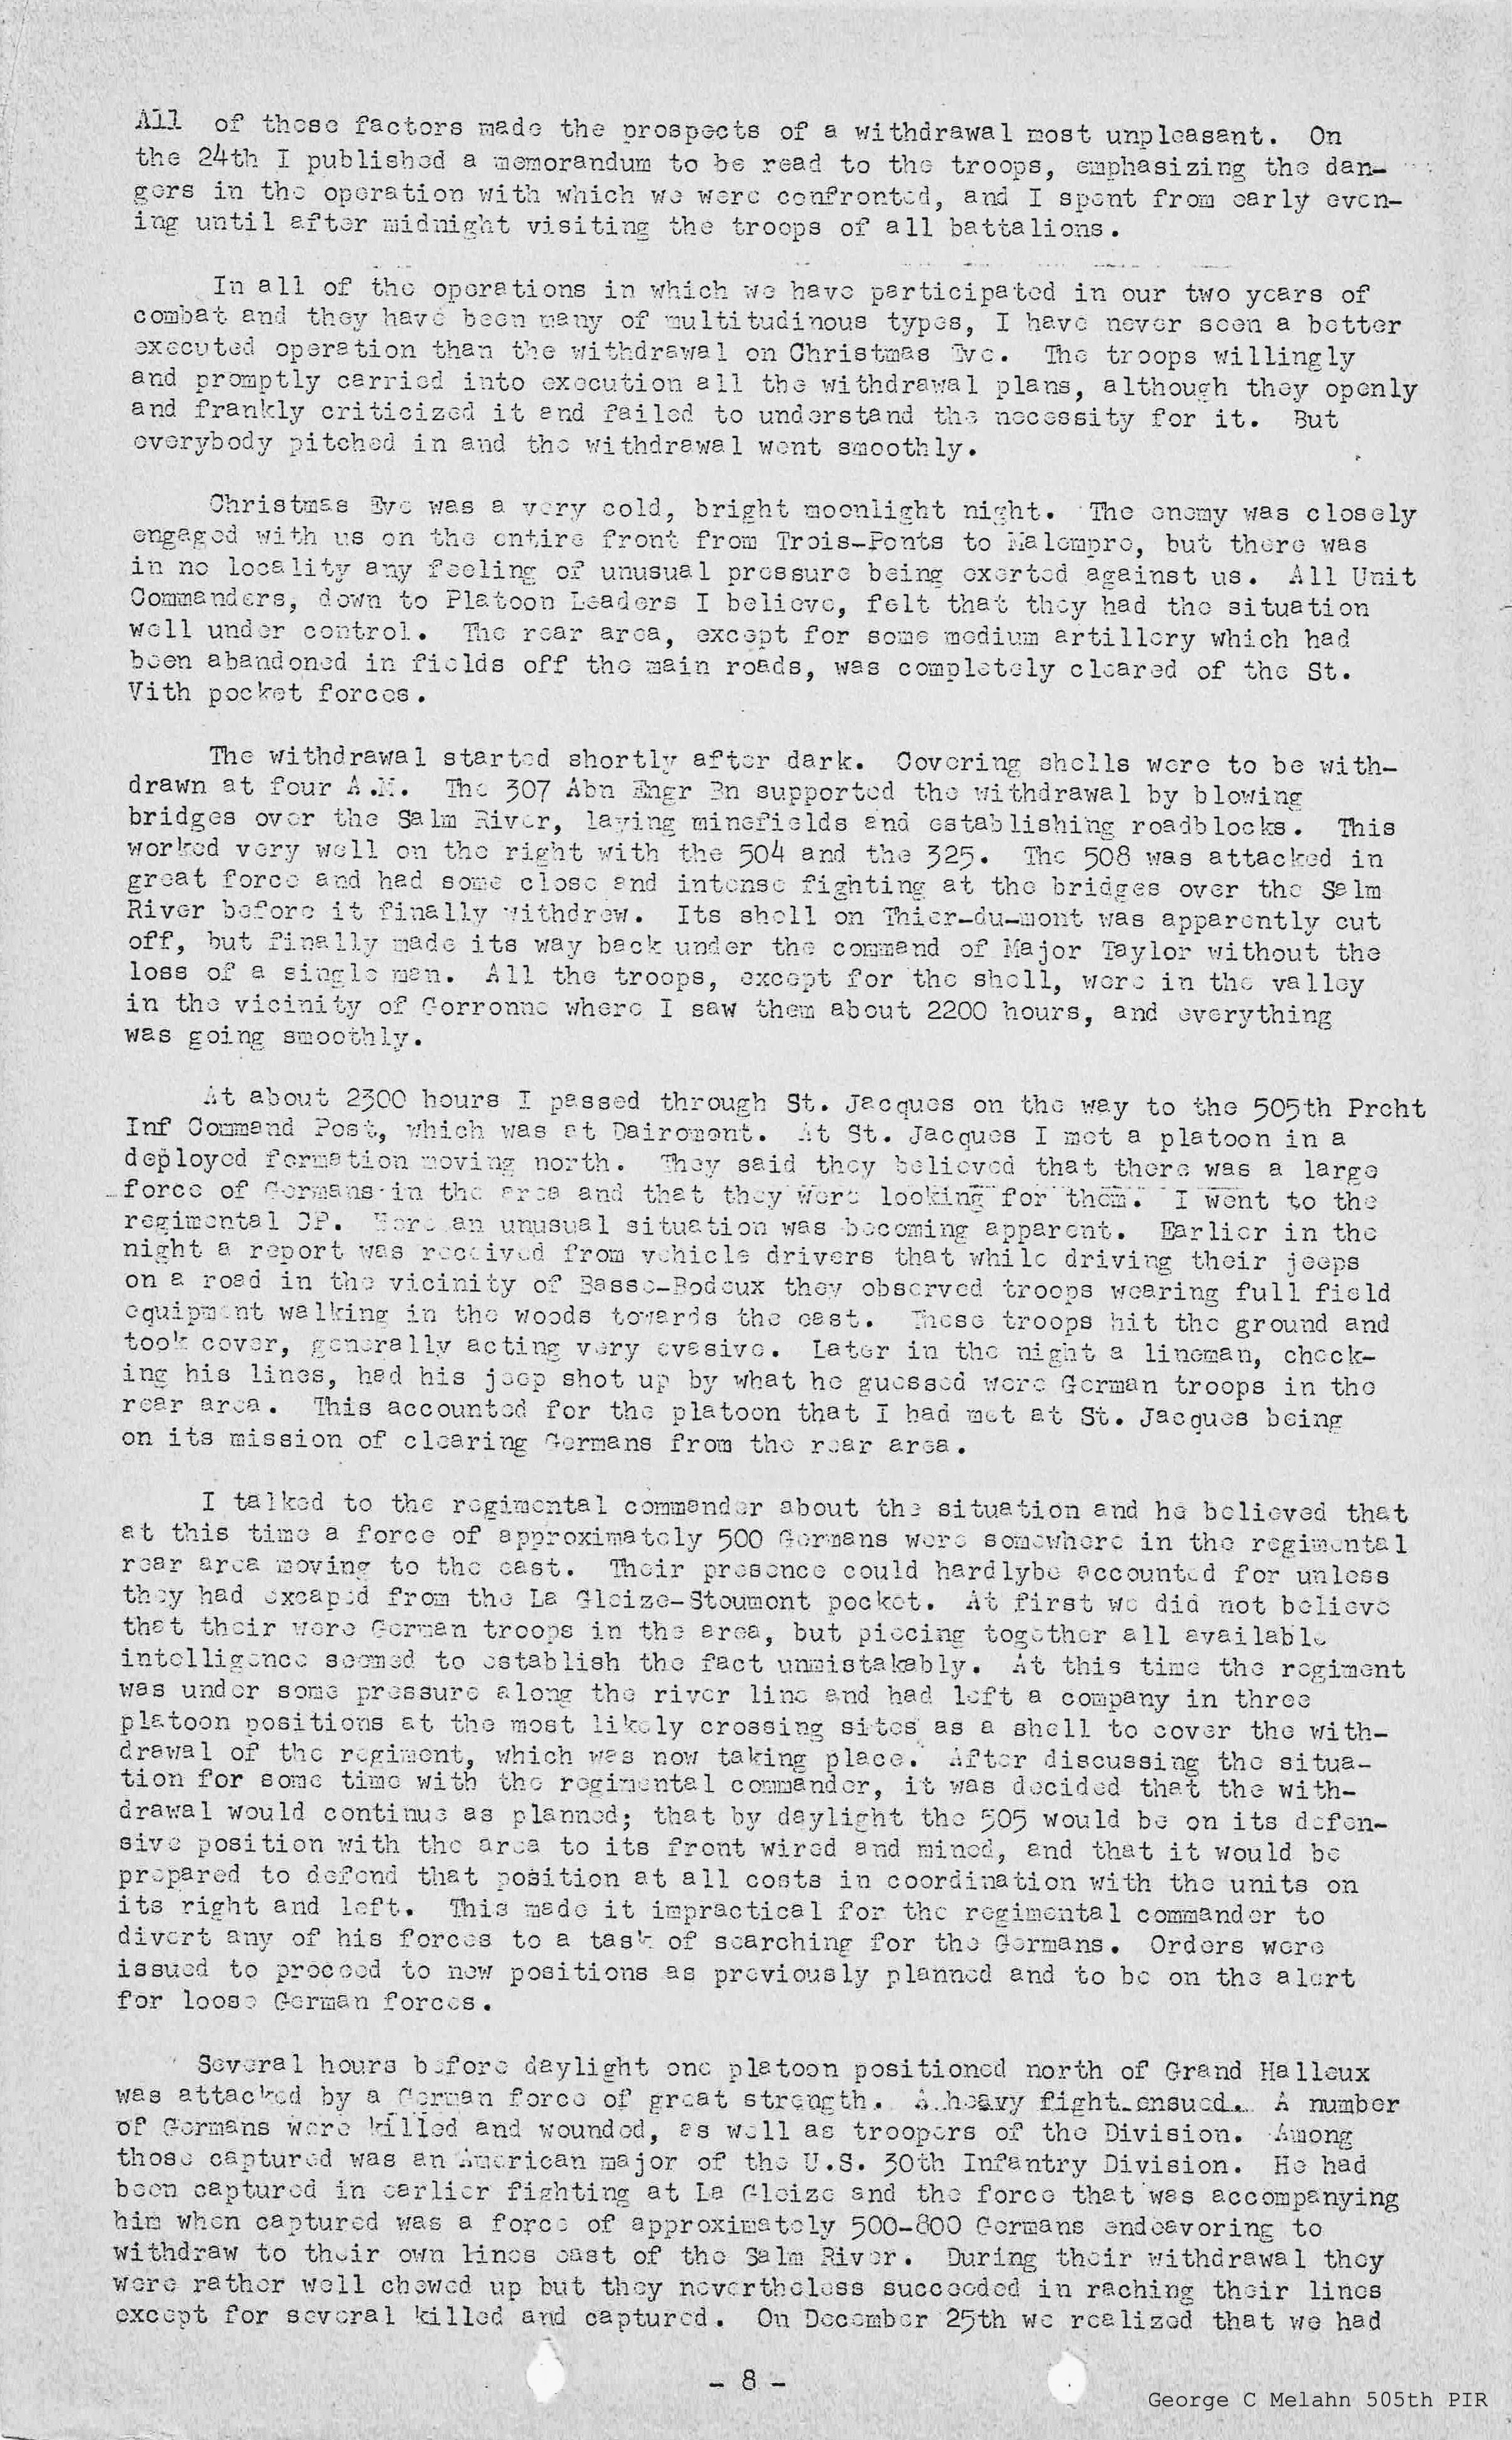 All of these factors made the prospects of a withdrawal most unpleasant. On
the 24th I published a memorandum to be read to the troops, emphasizing the dan-
gers in the operation with which we were confronted, and I spent from early even-
ing until after midnight visiting the troops of all battalions.
In all of the operations in which we have participated in our two years of
combat and they have been many of multitudinous types, I have never seen a better
executed operation than the withdrawal on Christmas Eve. The troops willingly
and promptly carried into execution all the withdrawal plans, although they openly
and frankly criticized it and failed to understand the necessity for it. But
everybody pitched in and the withdrawal went smoothly.
Christmas Eve was a very cold, bright moonlight night. The enemy was closely
engaged with us on the entire front from Trois-Ponts to Malempre, but there was
in no locality any feeling of unusual pressure being exerted against us. All Unit
Commanders, down to Platoon Leaders I believe, felt that they had the situation
well under control. The rear area, except for some medium artillery which had
been abandoned in fields off the main roads, was completely cleared of the St.
Vith pocket forces.
The withdrawal started shortly after dark. Covering shells were to be with-
drawn at four A.M. The 307 Abn Engr Bn supported the withdrawal by blowing
bridges over the Salm River, laying minefields and establishing roadblocks. This
worked very well on the right with the 504 and the 325. The 508 was attacked in
great force and had some close and intense fighting at the bridges over the Salm
River before it finally withdrew. Its shell on Thier-du-mont was apparently cut
off, but finally made its way back under the command of Major Taylor without the
loss of a single man. All the troops, except for the shell, were in the valley
in the vicinity of Gorronne where I saw them about 2200 hours, and everything
was going smoothly.
At about 2300 hours I passed through St. Jacques on the way to the 505th Prcht
Inf Command Post, which was at Dairomont. At St. Jacques I met a platoon in a
deployed formation moving north. They said they believed that there was a large
force of Germans in the area and that they were looking for them. I went to the
regimental CP. Here an unusual situation was becoming apparent. Earlier in the
night a report was received from vehicle drivers that while driving their jeeps
on a road in the vicinity of Basse-Bodeux they observed troops wearing full field
equipment walking in the woods towards the east. These troops hit the ground and
took cover, generally acting very evasive. Later in the night a lineman, check-
ing his lines, had his jeep shot up by what he guessed were German troops in the
rear area. This accounted for the platoon that I had met at St. Jacques being
on its mission of clearing Germans from the rear area.
I talked to the regimental commander about the situation and he believed that
at this time a force of approximately 500 Germans were somewhere in the regimental
rear area moving to the east. Their presence could hardlybe accounted for unless
they had excaped from the La Gleize-Stoumont pocket. At first we did not believe
that their were German troops in the area, but piecing together all available
intelligence seemed to establish the fact unmistakably. At this time the regiment
was under some pressure along the river line and had left a company in three
platoon positions at the most likely crossing sites as a shell to cover the with-
drawal of the regiment, which was now taking place. After discussing the situa-
tion for some time with the regimental commander, it was decided that the with-
drawal would continue as planned; that by daylight the 505 would be on its defen-
sive position with the area to its front wired and mined, and that it would be
prepared to defend that position at all costs in coordination with the units on
its right and left. This made it impractical for the regimental commander to
divert any of his forces to a task of searching for the Germans. Orders were
issued to proceed to new positions as previously planned and to be on the alert
for loose German forces.
Several hours before daylight one platoon positioned north of Grand Halleux
was attacked by a German force of great strength. A heavy fight ensued. A number
of Germans were killed and wounded, as well as troopers of the Division. Among
those captured was an American major of the U.S. 30th Infantry Division. He had
been captured in earlier fighting at La Gleize and the force that was accompanying
him when captured was a force of approximately 500-800 Germans endeavoring to
withdraw to their own lines east of the Salm River. During their withdrawal they
were rather well chewed up but they nevertheless succeeded in raching their lines
except for several killed and captured. On December 25th we realized that we had
- 8 -
George C Melahn 505th PIR